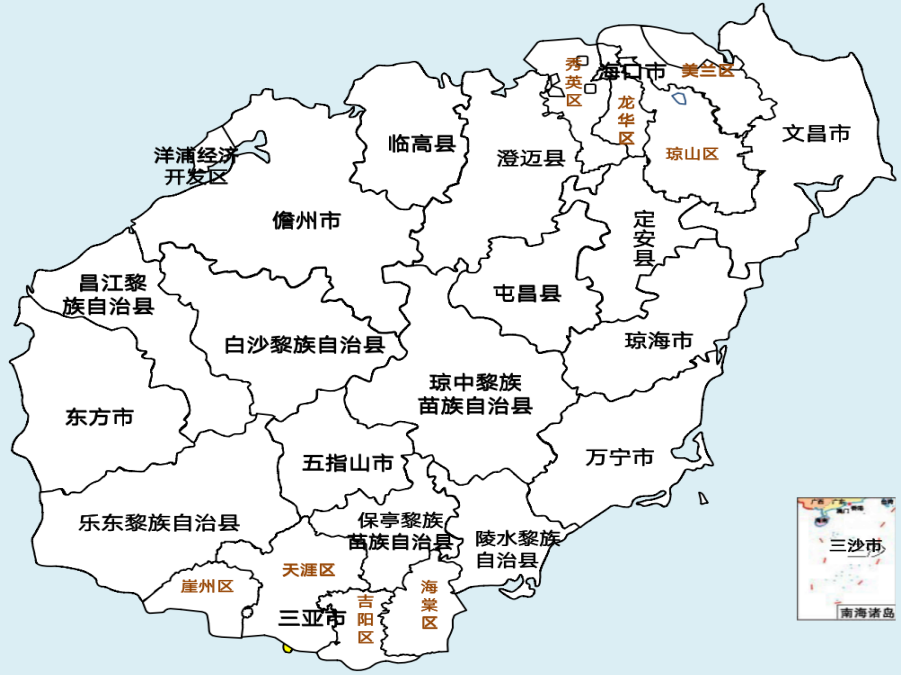 秀
英
区
海口市
美兰区
龙
华
区
琼山区
文昌市
临高县
澄迈县
洋浦经济
开发区
儋州市
定
安
县
昌江黎
族自治县
屯昌县
白沙黎族自治县
琼海市
琼中黎族
苗族自治县
东方市
五指山市
万宁市
乐东黎族自治县
保亭黎族
苗族自治县
陵水黎族
自治县
天涯区
崖州区
海
棠
区
吉
阳
区
三亚市
三沙市
南海诸岛